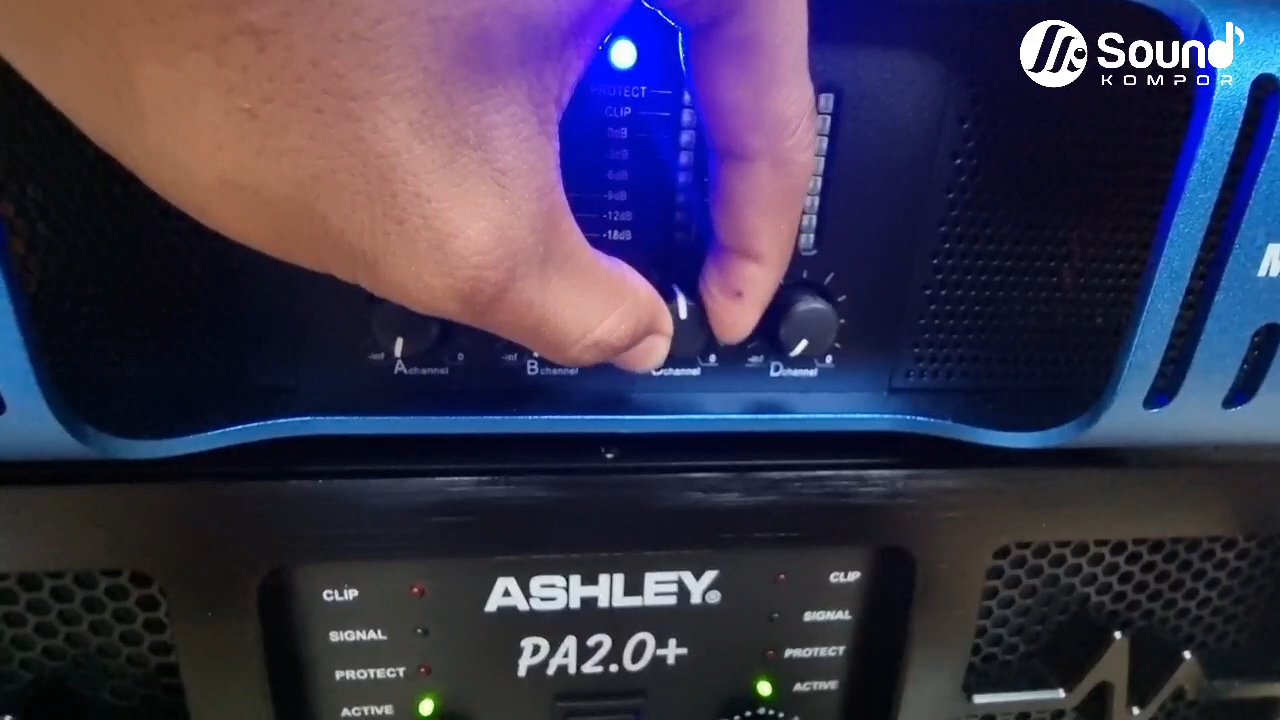 Sound
KOMPOR
PROTECT
CLIP
0dB
-3dB
-6dB
-9dB
-12dB
-18dB
-inf 0 -inf 0 -inf 0
A channel B channel channel D channel
ASHLEY®
PA2.0+
CLIP
SIGNAL
PROTECT
ACTIVE
CLIP
SIGNAL
PROTECT
ACTIVE